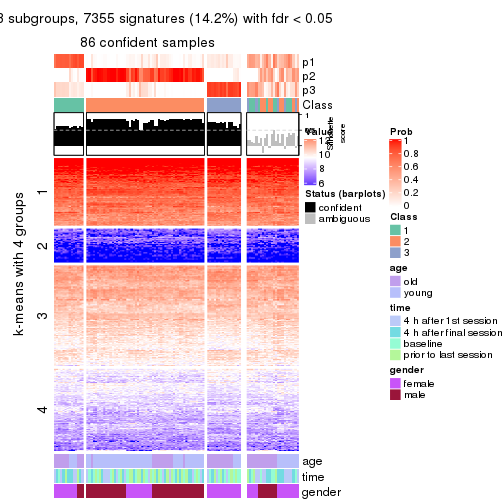 3 subgroups, 7355 signatures (14.2%) with fdr < 0.05
86 confident samples
p1
p2
p3
Class
1
Silhouette
score
Value
12
10
8
6
Status (barplots)
confident
ambiguous
Prob
1
0.8
0.6
0.4
0.2
0
Class
1
2
3
age
old
young
time
4 h after 1st session
4 h after final session
baseline
prior to last session
gender
female
male
k-means with 4 groups
1
2
3
4
age
time
gender